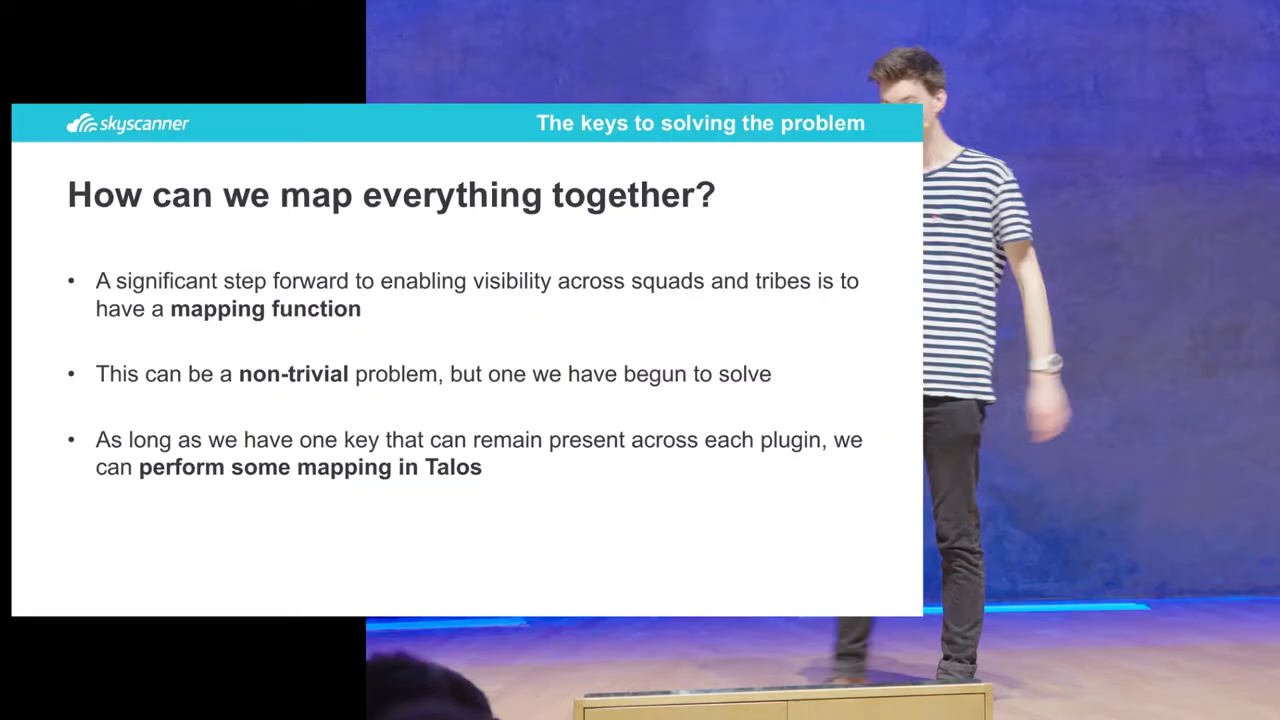 skyscanner
The keys to solving the problem
How can we map everything together?
• A significant step forward to enabling visibility across squads and tribes is to
have a mapping function
• This can be a non-trivial problem, but one we have begun to solve
• As long as we have one key that can remain present across each plugin, we
can perform some mapping in Talos